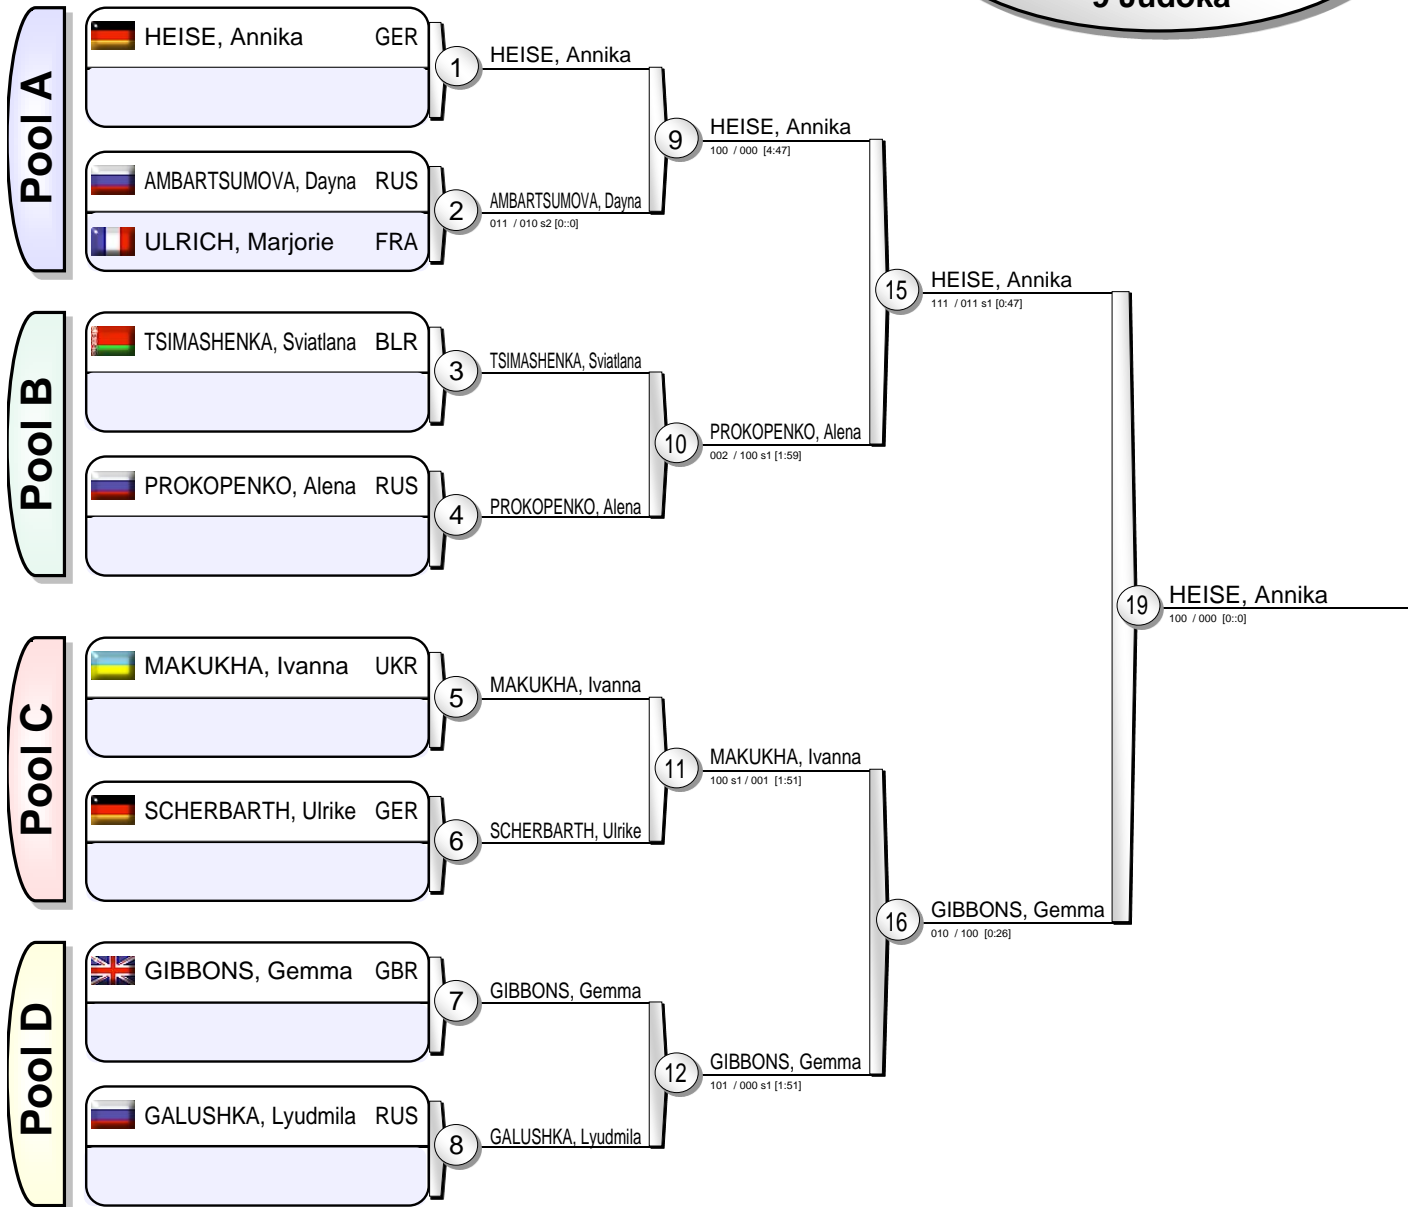 9 Judoka
Pool A
HEISE, Annika GER
AMBARTSUMOVA, Dayna RUS
ULRICH, Marjorie FRA
Pool B
TSIMASHENKA, Sviatlana BLR
PROKOPENKO, Alena RUS
Pool C
MAKUKHA, Ivanna UKR
SCHERBARTH, Ulrike GER
Pool D
GIBBONS, Gemma GBR
GALUSHKA, Lyudmila RUS
1 HEISE, Annika
2 AMBARTSUMOVA, Dayna
011 / 010 s2 [0::0]
3 TSIMASHENKA, Sviatlana
4 PROKOPENKO, Alena
5 MAKUKHA, Ivanna
6 SCHERBARTH, Ulrike
7 GIBBONS, Gemma
8 GALUSHKA, Lyudmila
9 HEISE, Annika
100 / 000 [4:47]
10 PROKOPENKO, Alena
002 / 100 s1 [1:59]
11 MAKUKHA, Ivanna
100 s1 / 001 [1:51]
12 GIBBONS, Gemma
101 / 000 s1 [1:51]
15 HEISE, Annika
111 / 011 s1 [0:47]
16 GIBBONS, Gemma
010 / 100 [0:26]
19 HEISE, Annika
100 / 000 [0::0]